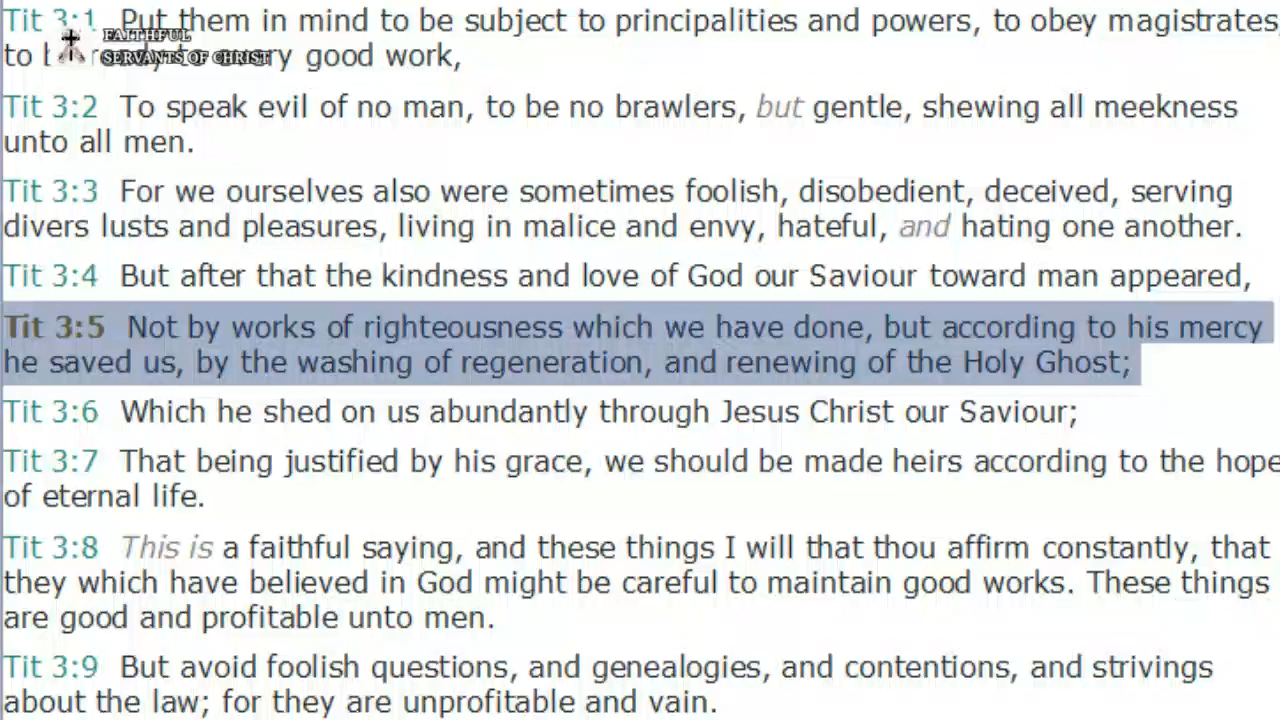 Tit 3:1 Put them in mind to be subject to principalities and powers, to obey magistrates,
FAITHFUL
to be ready to every good work,
SERVANTS OF CHRIST
Tit 3:2 To speak evil of no man, to be no brawlers, but gentle, shewing all meekness
unto all men.
Tit 3:3 For we ourselves also were sometimes foolish, disobedient, deceived, serving
divers lusts and pleasures, living in malice and envy, hateful, and hating one another.
Tit 3:4 But after that the kindness and love of God our Saviour toward man appeared,
Tit 3:5 Not by works of righteousness which we have done, but according to his mercy
he saved us, by the washing of regeneration, and renewing of the Holy Ghost;
Tit 3:6 Which he shed on us abundantly through Jesus Christ our Saviour;
Tit 3:7 That being justified by his grace, we should be made heirs according to the hope
of eternal life.
Tit 3:8 This is a faithful saying, and these things I will that thou affirm constantly, that
they which have believed in God might be careful to maintain good works. These things
are good and profitable unto men.
Tit 3:9 But avoid foolish questions, and genealogies, and contentions, and strivings
about the law; for they are unprofitable and vain.